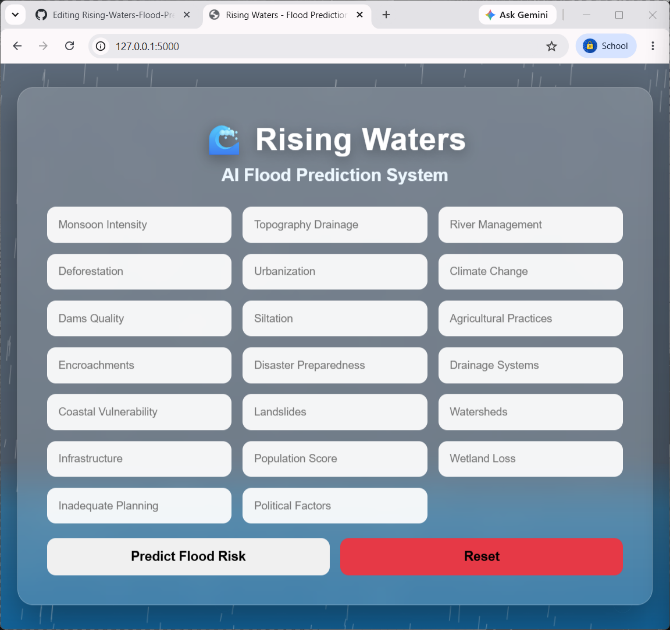 Editing Rising-Waters-Flood-Pr
Rising Waters - Flood Prediction
Ask Gemini
127.0.0.1:5000
School
Rising Waters
AI Flood Prediction System
Monsoon Intensity
Topography Drainage
River Management
Deforestation
Urbanization
Climate Change
Dams Quality
Siltation
Agricultural Practices
Encroachments
Disaster Preparedness
Drainage Systems
Coastal Vulnerability
Landslides
Watersheds
Infrastructure
Population Score
Wetland Loss
Inadequate Planning
Political Factors
Predict Flood Risk
Reset